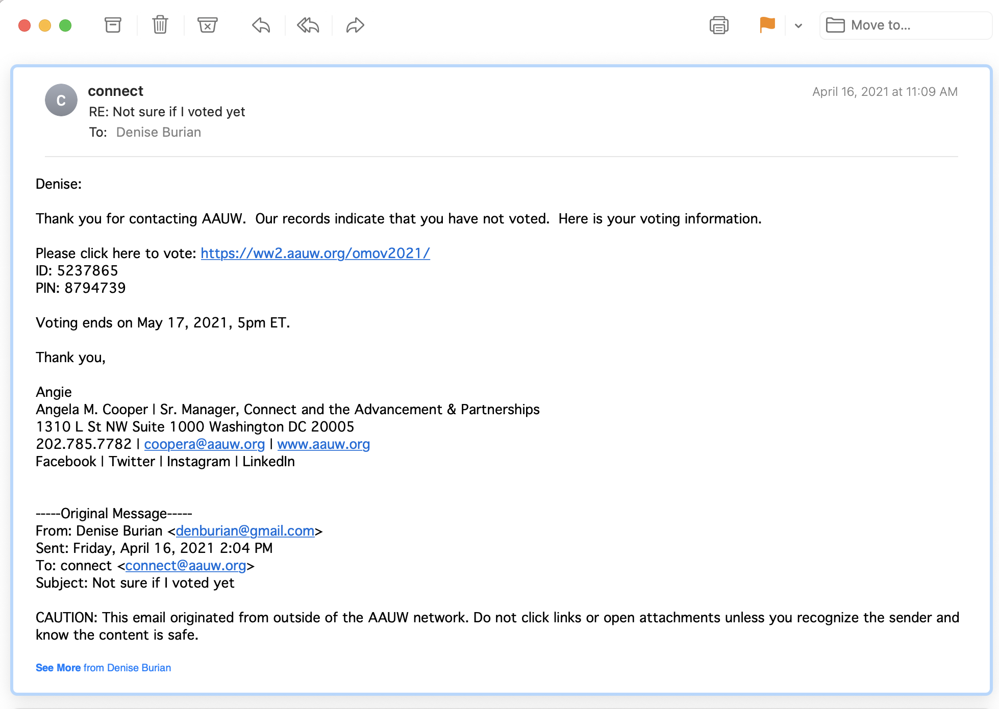 Move to...
C
connect
April 16, 2021 at 11:09 AM
RE: Not sure if I voted yet
To: Denise Burian
Denise:
Thank you for contacting AAUW.  Our records indicate that you have not voted.  Here is your voting information.
Please click here to vote: https://ww2.aauw.org/omov2021/
ID: 5237865
PIN: 8794739
Voting ends on May 17, 2021, 5pm ET.
Thank you,
Angie
Angela M. Cooper | Sr. Manager, Connect and the Advancement & Partnerships
1310 L St NW Suite 1000 Washington DC 20005
202.785.7782 | coopera@aauw.org | www.aauw.org
Facebook | Twitter | Instagram | LinkedIn
-----Original Message-----
From: Denise Burian <denburian@gmail.com>
Sent: Friday, April 16, 2021 2:04 PM
To: connect <connect@aauw.org>
Subject: Not sure if I voted yet
CAUTION: This email originated from outside of the AAUW network. Do not click links or open attachments unless you recognize the sender and
know the content is safe.
See More from Denise Burian